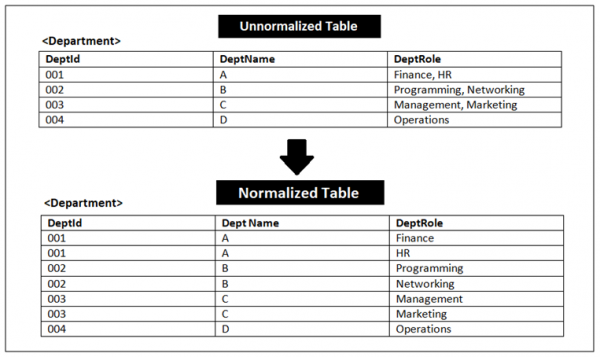 Unnormalized Table
<Department>
DeptId DeptName DeptRole
001 A Finance, HR
002 B Programming, Networking
003 C Management, Marketing
004 D Operations
Normalized Table
<Department>
DeptId Dept Name DeptRole
001 A Finance
001 A HR
002 B Programming
002 B Networking
003 C Management
003 C Marketing
004 D Operations